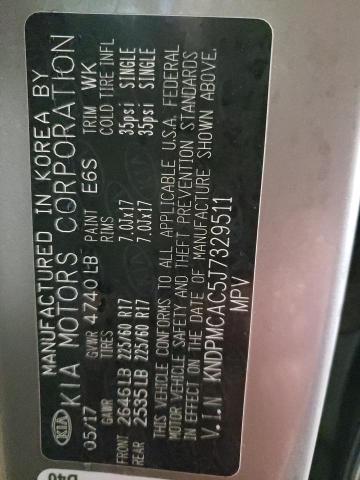 MANUFACTURED IN KOREA BY
KIA KIA MOTORS CORPORATION
05/17 GVWR 4740LB PAINT E6S TRIM WK
GAWR TIRES RIMS COLD TIRE INFL
FRONT 2646LB 225/60 R17 7.0Jx17 35psi SINGLE
REAR 2535LB 225/60 R17 7.0Jx17 35psi SINGLE
THIS VEHICLE CONFORMS TO ALL APPLICABLE U.S.A. FEDERAL
MOTOR VEHICLE SAFETY AND THEFT PREVENTION STANDARDS
IN EFFECT ON THE DATE OF MANUFACTURE SHOWN ABOVE.
V.I.N KNDPMCAC5J7329511
MPV